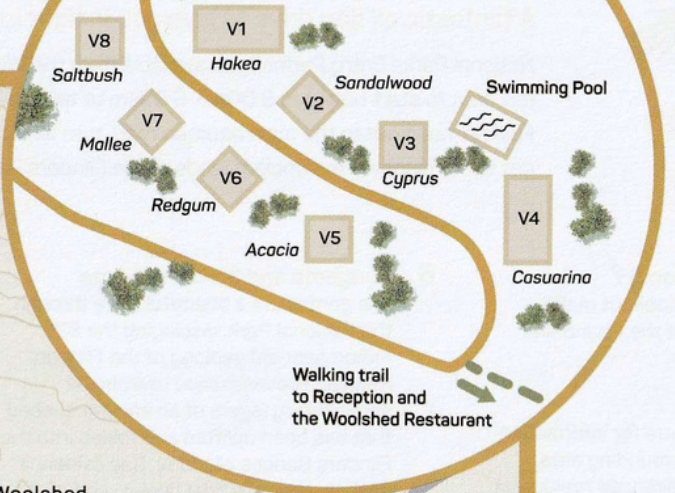 V8
Saltbush
V1
Hakea
Sandalwood
V2
Swimming Pool
V7
Mallee
V3
Cyprus
V6
Redgum
V4
Casuarina
V5
Acacia
Walking trail
to Reception and
the Woolshed Restaurant
Woolshed